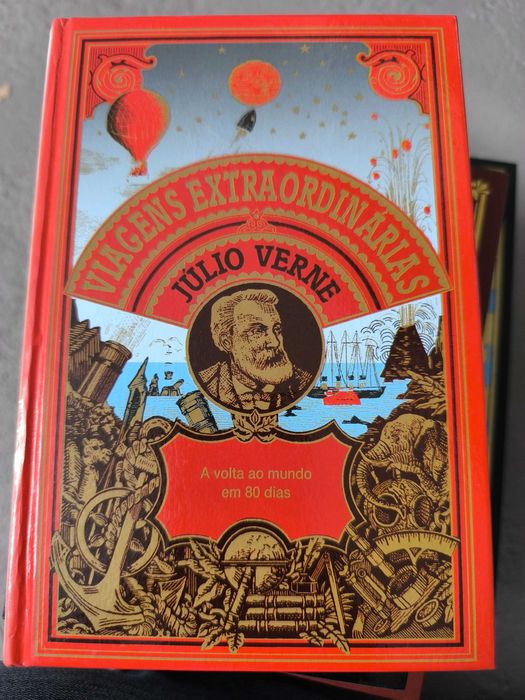 VIAGENS EXTRAORDINÁRIAS
JÚLIO VERNE
A volta ao mundo
em 80 dias